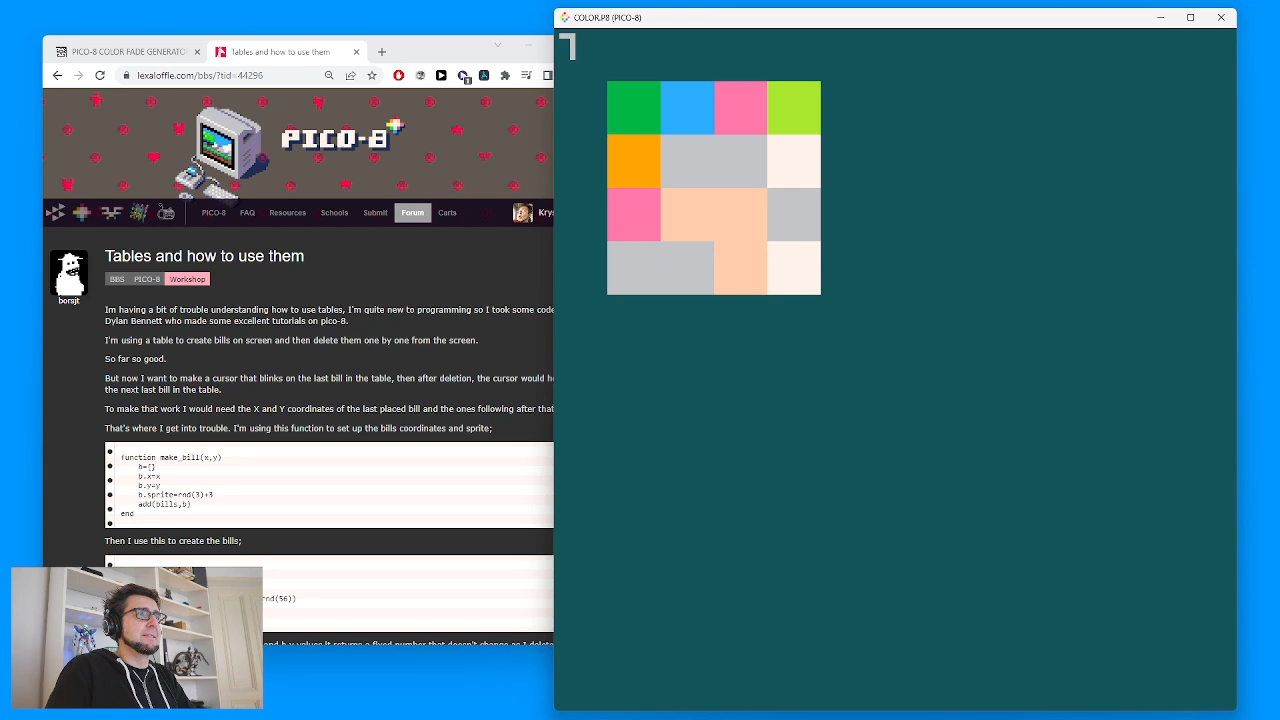 COLOR.P8 (PICO-8)
PICO-8 COLOR FADE GENERATOR
Tables and how to use them
lexaloffle.com/bbs/?tid=44296
PICO-8
PICO-8 FAQ Resources Schools Submit Forum Carts
Tables and how to use them
BBS PICO-8 Workshop
borsjt
Im having a bit of trouble understanding how to use tables, I'm quite new to programming so I took some code
Dylan Bennett who made some excellent tutorials on pico-8.
I'm using a table to create bills on screen and then delete them one by one from the screen.
So far so good.
But now I want to make a cursor that blinks on the last bill in the table, then after deletion, the cursor would
the next last bill in the table.
To make that work I would need the X and Y coordinates of the last placed bill and the ones following after that
That's where I get into trouble. I'm using this function to set up the bills coordinates and sprite;
function make_bill(x,y)
b={}
b.x=x
b.y=y
b.sprite=rnd(3)+3
add(bills,b)
end
Then I use this to create the bills;
rnd(56))